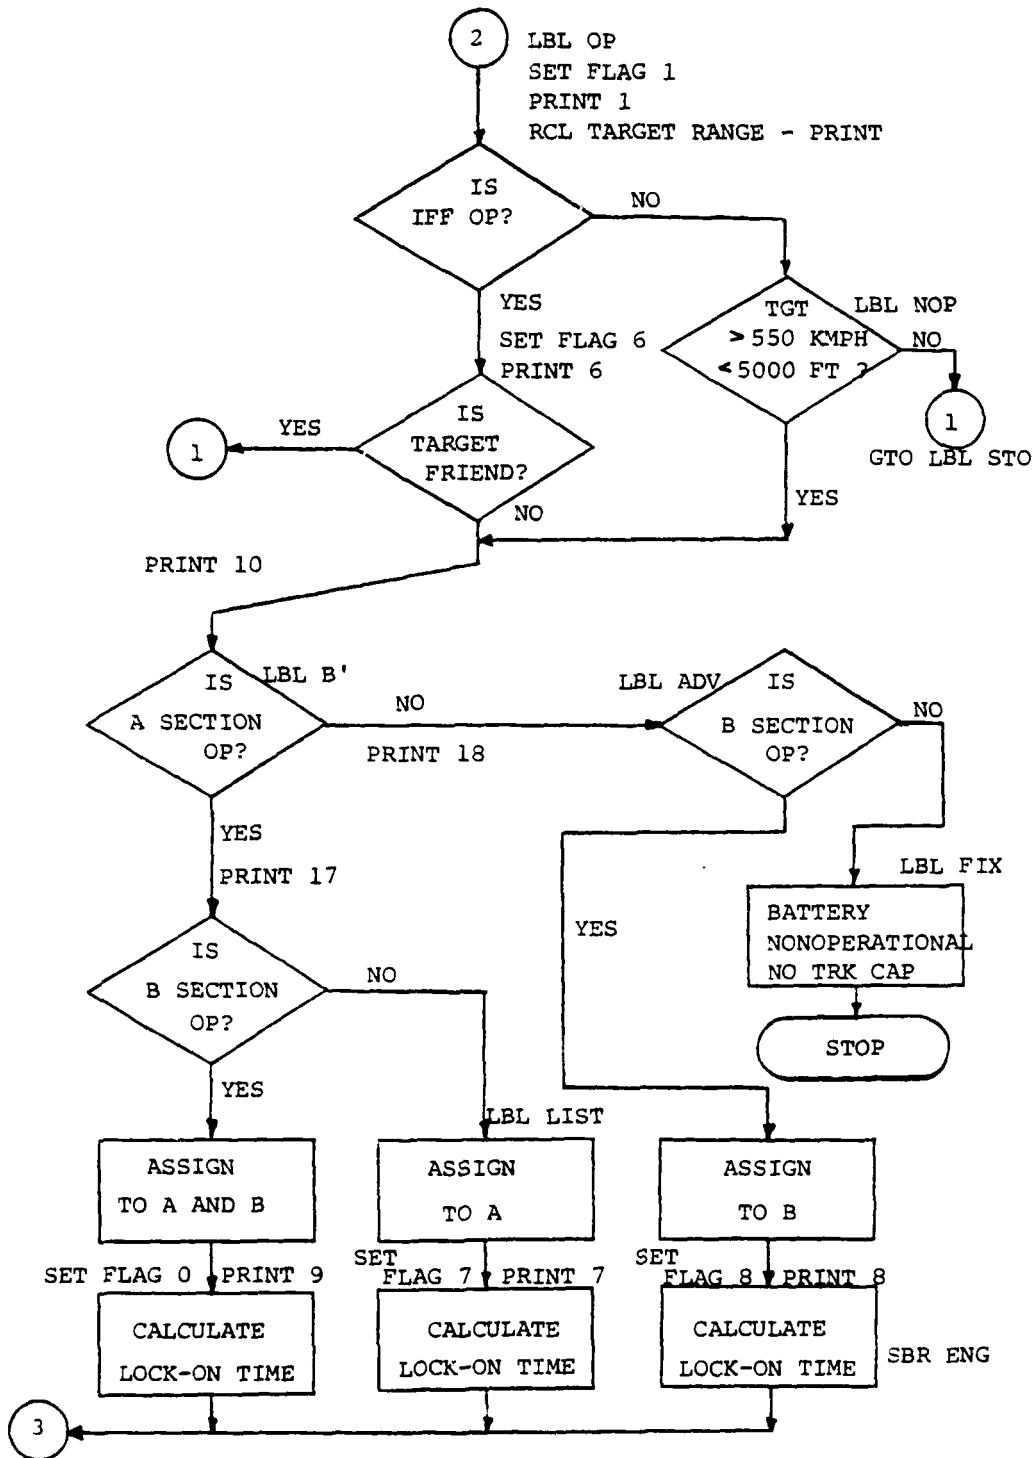 2
LBL OP
SET FLAG 1
PRINT 1
RCL TARGET RANGE - PRINT
IS
IFF OP?
NO
YES
SET FLAG 6
PRINT 6
TGT
> 550 KMPH
< 5000 FT ?
LBL NOP
NO
1
GTO LBL STO
YES
IS
TARGET
FRIEND?
YES
1
NO
PRINT 10
IS
A SECTION
OP?
LBL B'
NO
PRINT 18
LBL ADV
IS
B SECTION
OP?
NO
YES
PRINT 17
YES
LBL FIX
BATTERY
NONOPERATIONAL
NO TRK CAP
STOP
IS
B SECTION
OP?
NO
YES
LBL LIST
ASSIGN
TO A AND B
ASSIGN
TO A
ASSIGN
TO B
SET FLAG 0
PRINT 9
SET
FLAG 7
PRINT 7
SET
FLAG 8
PRINT 8
CALCULATE
LOCK-ON TIME
CALCULATE
LOCK-ON TIME
CALCULATE
LOCK-ON TIME
SBR ENG
3